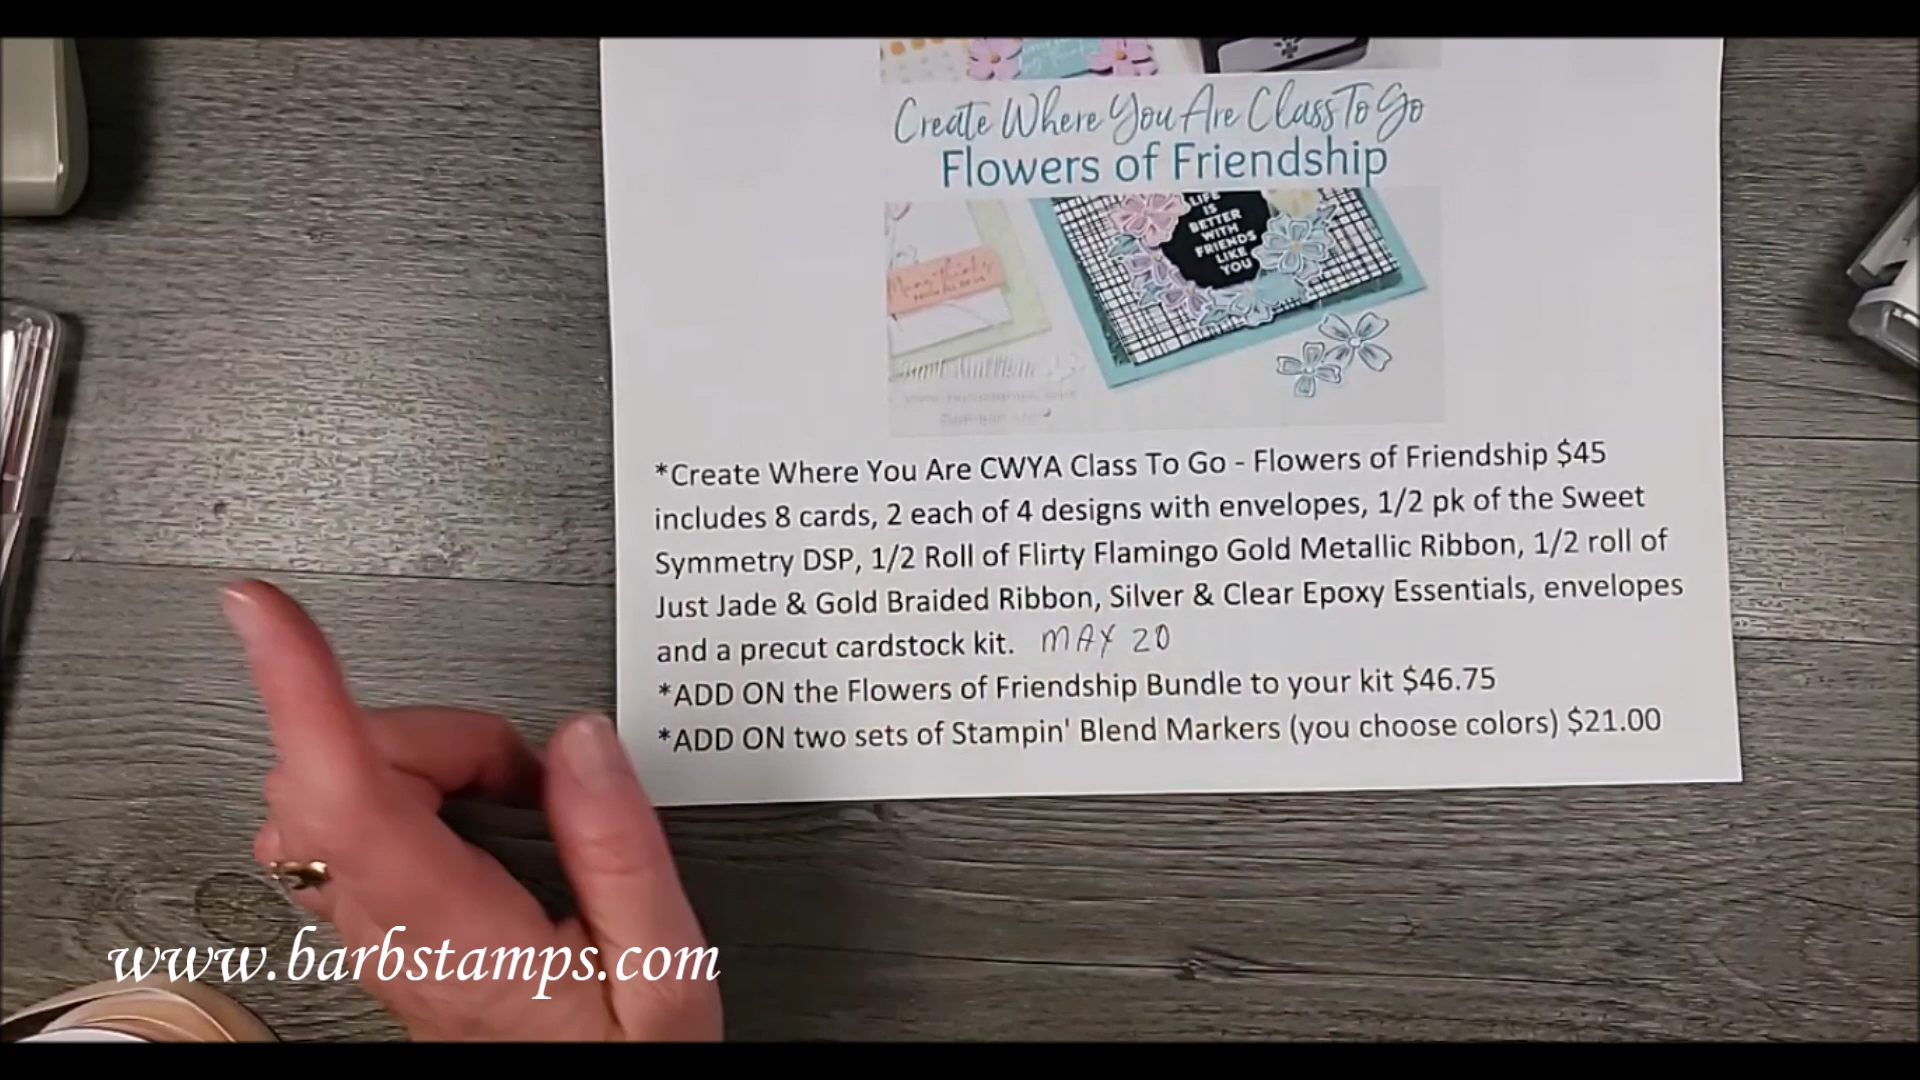 Create Where You Are Class To Go
Flowers of Friendship
LIFE
IS
BETTER
WITH
FRIENDS
LIKE
YOU
*Create Where You Are CWYA Class To Go - Flowers of Friendship $45
includes 8 cards, 2 each of 4 designs with envelopes, 1/2 pk of the Sweet
Symmetry DSP, 1/2 Roll of Flirty Flamingo Gold Metallic Ribbon, 1/2 roll of
Just Jade & Gold Braided Ribbon, Silver & Clear Epoxy Essentials, envelopes
and a precut cardstock kit. MAY 20
*ADD ON the Flowers of Friendship Bundle to your kit $46.75
*ADD ON two sets of Stampin' Blend Markers (you choose colors) $21.00
www.barbstamps.com